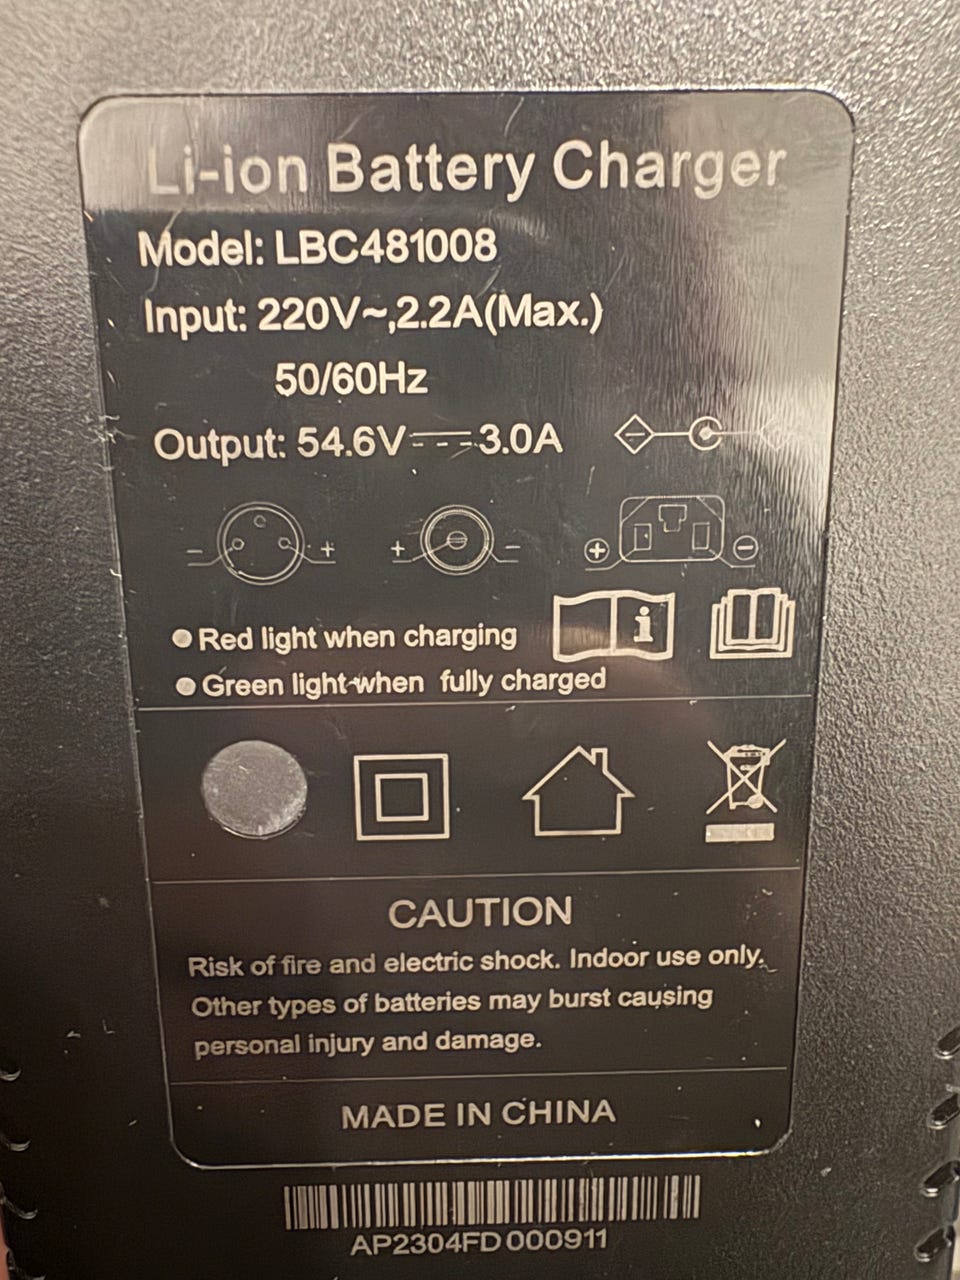 Li-ion Battery Charger
Model: LBC481008
Input: 220V~,2.2A(Max.)
50/60Hz
Output: 54.6V⎓3.0A
− +
+ −
+ −
Red light when charging
i
Green light when fully charged
CAUTION
Risk of fire and electric shock. Indoor use only.
Other types of batteries may burst causing
personal injury and damage.
MADE IN CHINA
AP2304FD000911